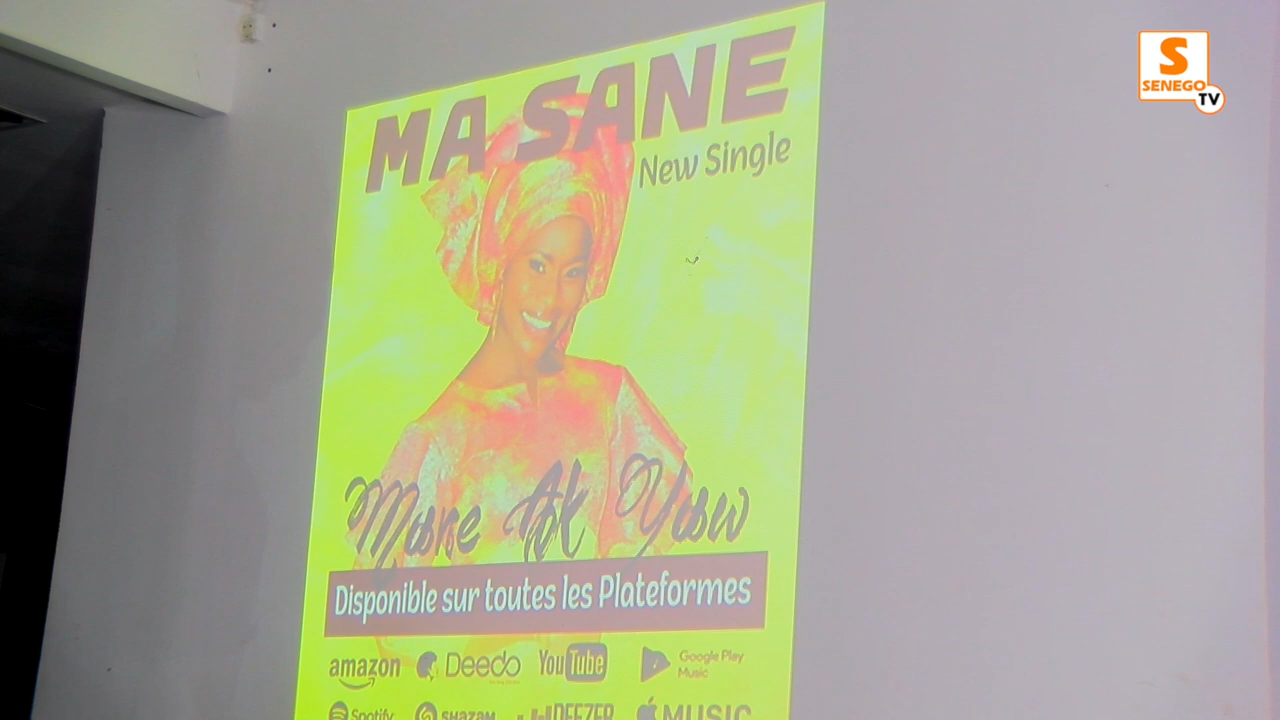 S
SENEGO
TV
MA SANE
New Single
Mane Ak Yaw
Disponible sur toutes les Plateformes
amazon Deedo YouTube Google Play Music
Spotify SHAZAM DEEZER MUSIC